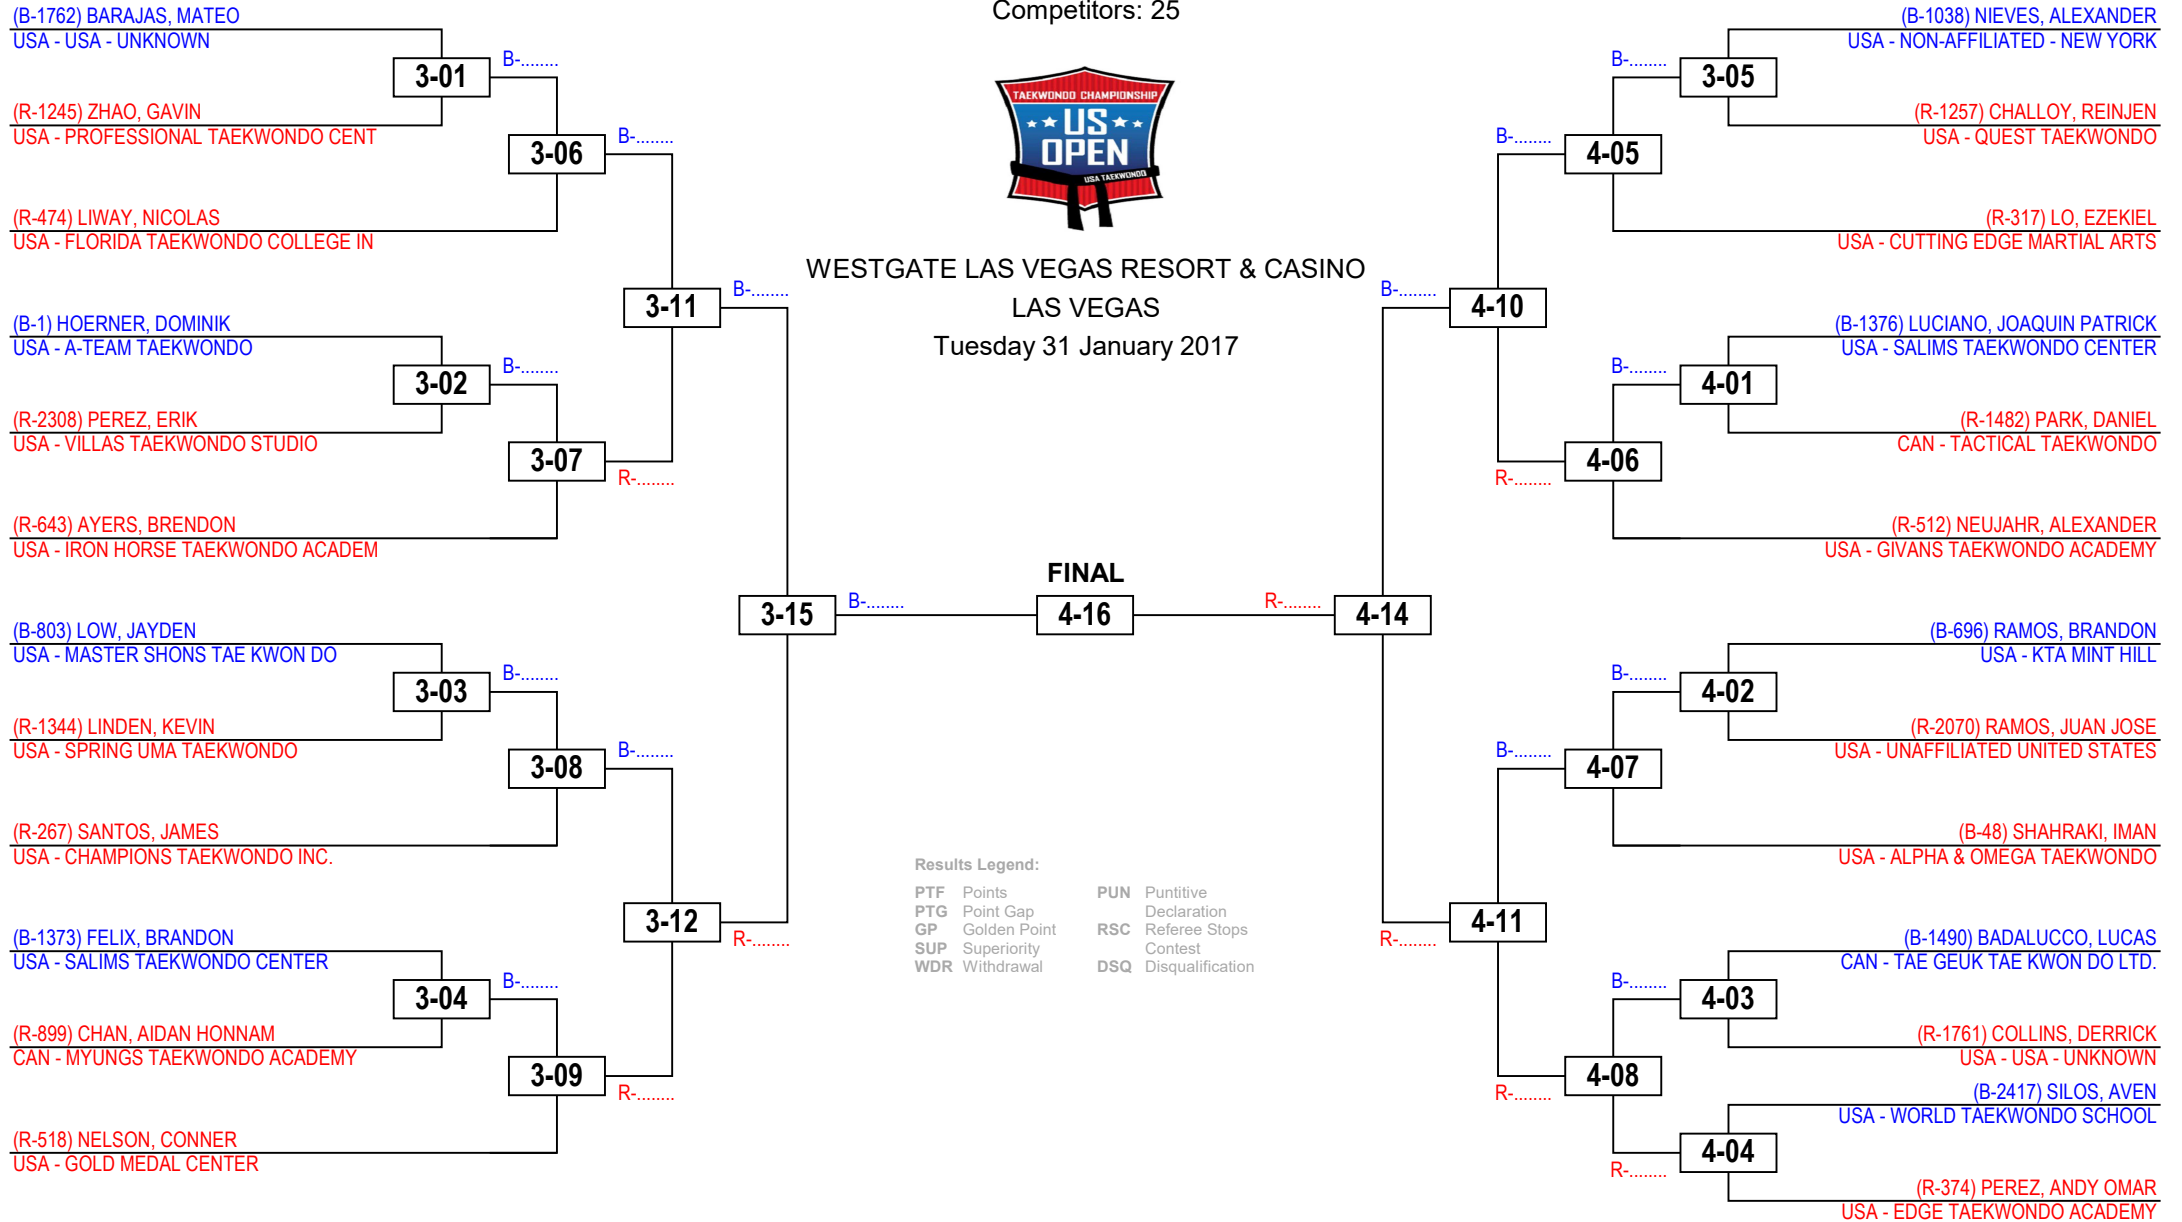 Competitors: 25
TAEKWONDO CHAMPIONSHIP
US
OPEN
USA TAEKWONDO
WESTGATE LAS VEGAS RESORT & CASINO
LAS VEGAS
Tuesday 31 January 2017
(B-1762) BARAJAS, MATEO
USA - USA - UNKNOWN
B-........
3-01
(R-1245) ZHAO, GAVIN
USA - PROFESSIONAL TAEKWONDO CENT
3-06
B-........
(R-474) LIWAY, NICOLAS
USA - FLORIDA TAEKWONDO COLLEGE IN
3-11
B-........
(B-1) HOERNER, DOMINIK
USA - A-TEAM TAEKWONDO
B-........
3-02
(R-2308) PEREZ, ERIK
USA - VILLAS TAEKWONDO STUDIO
3-07
R-........
(R-643) AYERS, BRENDON
USA - IRON HORSE TAEKWONDO ACADEM
3-15
B-........
(B-803) LOW, JAYDEN
USA - MASTER SHONS TAE KWON DO
B-........
3-03
(R-1344) LINDEN, KEVIN
USA - SPRING UMA TAEKWONDO
3-08
B-........
(R-267) SANTOS, JAMES
USA - CHAMPIONS TAEKWONDO INC.
3-12
R-........
(B-1373) FELIX, BRANDON
USA - SALIMS TAEKWONDO CENTER
B-........
3-04
(R-899) CHAN, AIDAN HONNAM
CAN - MYUNGS TAEKWONDO ACADEMY
3-09
R-........
(R-518) NELSON, CONNER
USA - GOLD MEDAL CENTER
FINAL
4-16
Results Legend:
PTF Points
PTG Point Gap
GP Golden Point
SUP Superiority
WDR Withdrawal
PUN Puntitive
Declaration
RSC Referee Stops
Contest
DSQ Disqualification
(B-1038) NIEVES, ALEXANDER
USA - NON-AFFILIATED - NEW YORK
B-........
3-05
(R-1257) CHALLOY, REINJEN
USA - QUEST TAEKWONDO
B-........
4-05
(R-317) LO, EZEKIEL
USA - CUTTING EDGE MARTIAL ARTS
B-........
4-10
(B-1376) LUCIANO, JOAQUIN PATRICK
USA - SALIMS TAEKWONDO CENTER
B-........
4-01
(R-1482) PARK, DANIEL
CAN - TACTICAL TAEKWONDO
4-06
R-........
(R-512) NEUJAHR, ALEXANDER
USA - GIVANS TAEKWONDO ACADEMY
R-........
4-14
(B-696) RAMOS, BRANDON
USA - KTA MINT HILL
B-........
4-02
(R-2070) RAMOS, JUAN JOSE
USA - UNAFFILIATED UNITED STATES
B-........
4-07
(B-48) SHAHRAKI, IMAN
USA - ALPHA & OMEGA TAEKWONDO
4-11
R-........
(B-1490) BADALUCCO, LUCAS
CAN - TAE GEUK TAE KWON DO LTD.
B-........
4-03
(R-1761) COLLINS, DERRICK
USA - USA - UNKNOWN
4-08
R-........
(B-2417) SILOS, AVEN
USA - WORLD TAEKWONDO SCHOOL
4-04
R-........
(R-374) PEREZ, ANDY OMAR
USA - EDGE TAEKWONDO ACADEMY